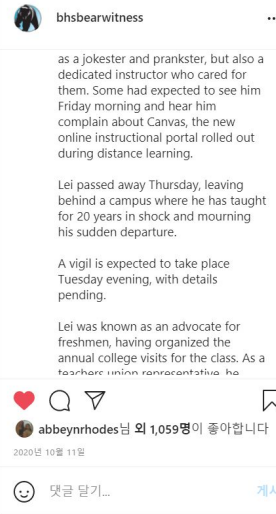 bhsbearwitness
as a jokester and prankster, but also a
dedicated instructor who cared for
them. Some had expected to see him
Friday morning and hear him
complain about Canvas, the new
online instructional portal rolled out
during distance learning.
Lei passed away Thursday, leaving
behind a campus where he has taught
for 20 years in shock and mourning
his sudden departure.
A vigil is expected to take place
Tuesday evening, with details
pending.
Lei was known as an advocate for
freshmen, having organized the
annual college visits for the class. As a
teachers union representative, he
abbeynrhodes님 외 1,059명이 좋아합니다
2020년 10월 11일
댓글 달기...
게시